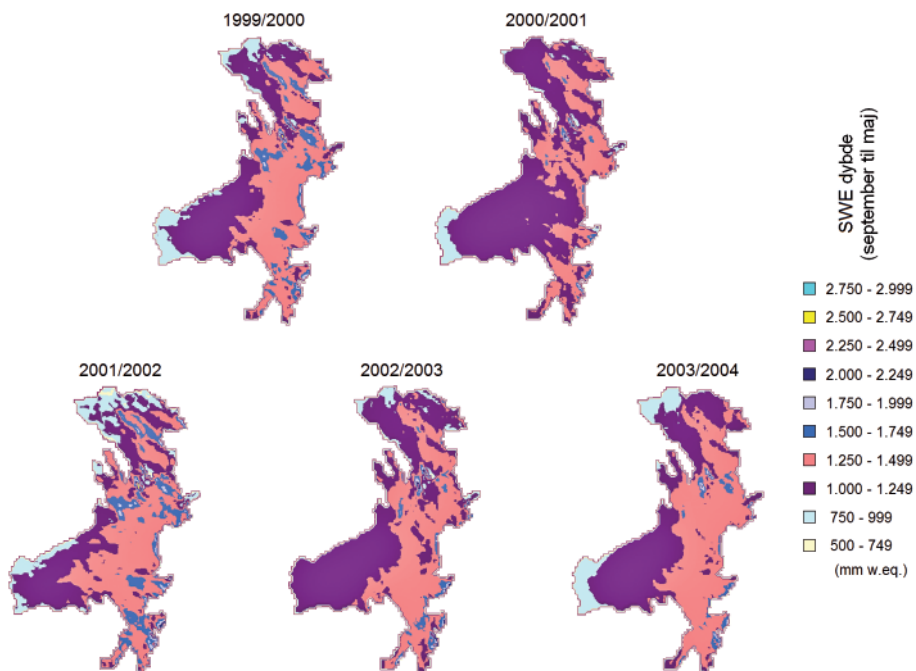 1999/2000
2000/2001
2001/2002
2002/2003
2003/2004
SWE dybde
(september til maj)
2.750 - 2.999
2.500 - 2.749
2.250 - 2.499
2.000 - 2.249
1.750 - 1.999
1.500 - 1.749
1.250 - 1.499
1.000 - 1.249
750 - 999
500 - 749
(mm w.eq.)